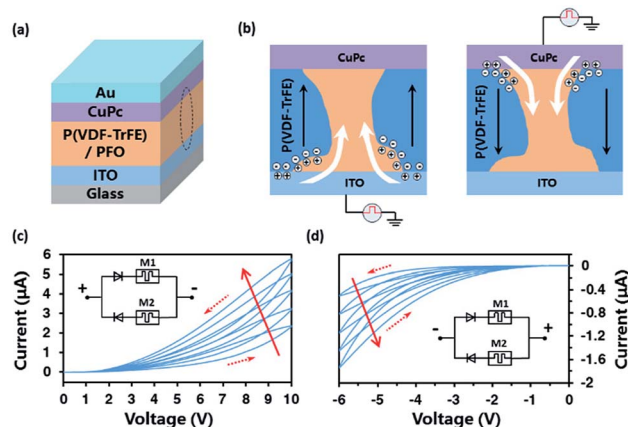 (a)
Au
CuPc
P(VDF-TrFE)
/ PFO
ITO
Glass
(b)
CuPc
P(VDF-TrFE)
ITO
CuPc
P(VDF-TrFE)
ITO
(c)
Current (μA)
6
5
4
3
2
1
0
M1
+
-
M2
0 1 2 3 4 5 6 7 8 9 10
Voltage (V)
(d)
0
-0.4
-0.8
-1.2
-1.6
-2
Current (μA)
M1
-
+
M2
-6 -5 -4 -3 -2 -1 0
Voltage (V)